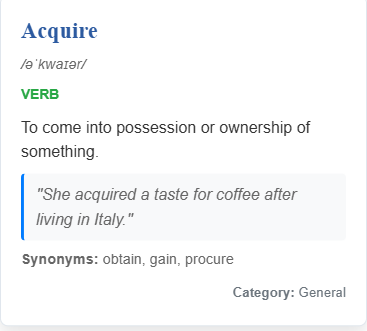 Acquire
/əˈkwaɪər/
VERB
To come into possession or ownership of
something.
"She acquired a taste for coffee after
living in Italy."
Synonyms: obtain, gain, procure
Category: General